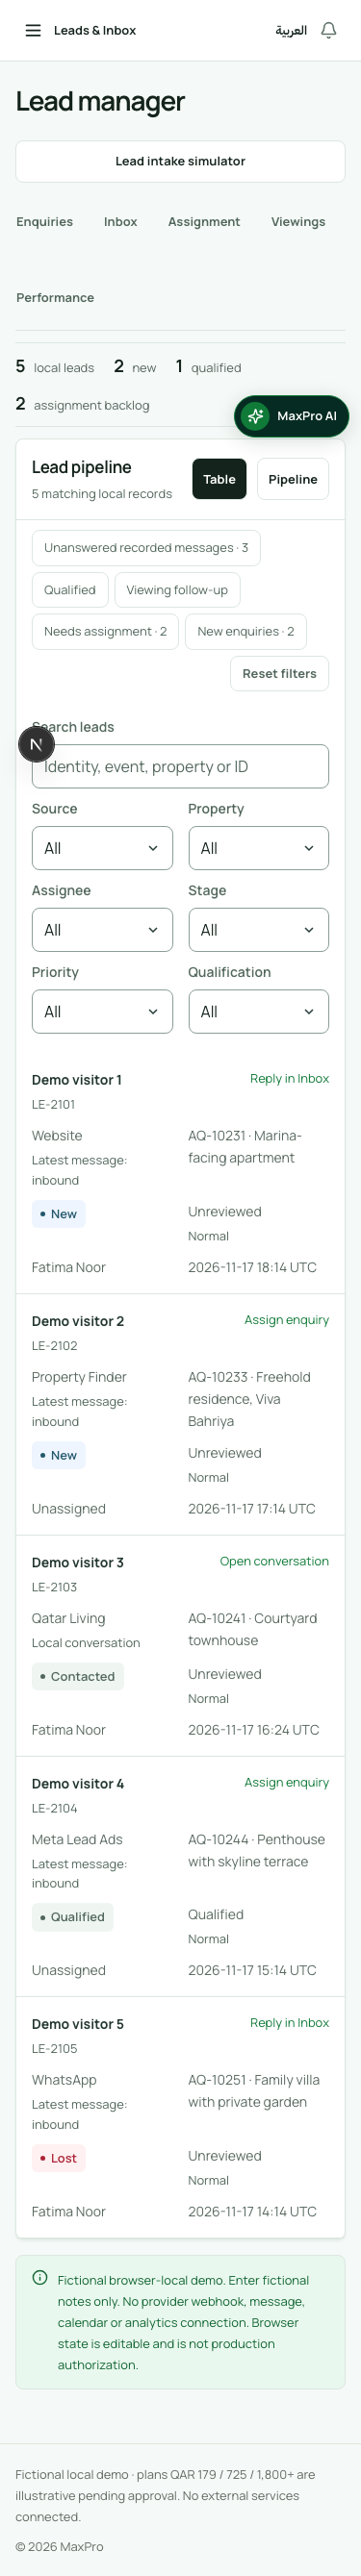 Leads & Inbox
العربية
Lead manager
Lead intake simulator
Enquiries Inbox Assignment Viewings
Performance
5 local leads 2 new 1 qualified
2 assignment backlog
MaxPro AI
Lead pipeline
5 matching local records
Table Pipeline
Unanswered recorded messages · 3
Qualified Viewing follow-up
Needs assignment · 2 New enquiries · 2
Reset filters
Search leads
N
Identity, event, property or ID
Source Property
All All
Assignee Stage
All All
Priority Qualification
All All
Demo visitor 1 Reply in Inbox
LE-2101
Website AQ-10231 · Marina-
facing apartment
Latest message:
inbound
New Unreviewed
Normal
Fatima Noor 2026-11-17 18:14 UTC
Demo visitor 2 Assign enquiry
LE-2102
Property Finder AQ-10233 · Freehold
residence, Viva
Bahriya
Latest message:
inbound
New Unreviewed
Normal
Unassigned 2026-11-17 17:14 UTC
Demo visitor 3 Open conversation
LE-2103
Qatar Living AQ-10241 · Courtyard
townhouse
Local conversation
Contacted Unreviewed
Normal
Fatima Noor 2026-11-17 16:24 UTC
Demo visitor 4 Assign enquiry
LE-2104
Meta Lead Ads AQ-10244 · Penthouse
with skyline terrace
Latest message:
inbound
Qualified Qualified
Normal
Unassigned 2026-11-17 15:14 UTC
Demo visitor 5 Reply in Inbox
LE-2105
WhatsApp AQ-10251 · Family villa
with private garden
Latest message:
inbound
Lost Unreviewed
Normal
Fatima Noor 2026-11-17 14:14 UTC
Fictional browser-local demo. Enter fictional
notes only. No provider webhook, message,
calendar or analytics connection. Browser
state is editable and is not production
authorization.
Fictional local demo · plans QAR 179 / 725 / 1,800+ are
illustrative pending approval. No external services
connected.
© 2026 MaxPro